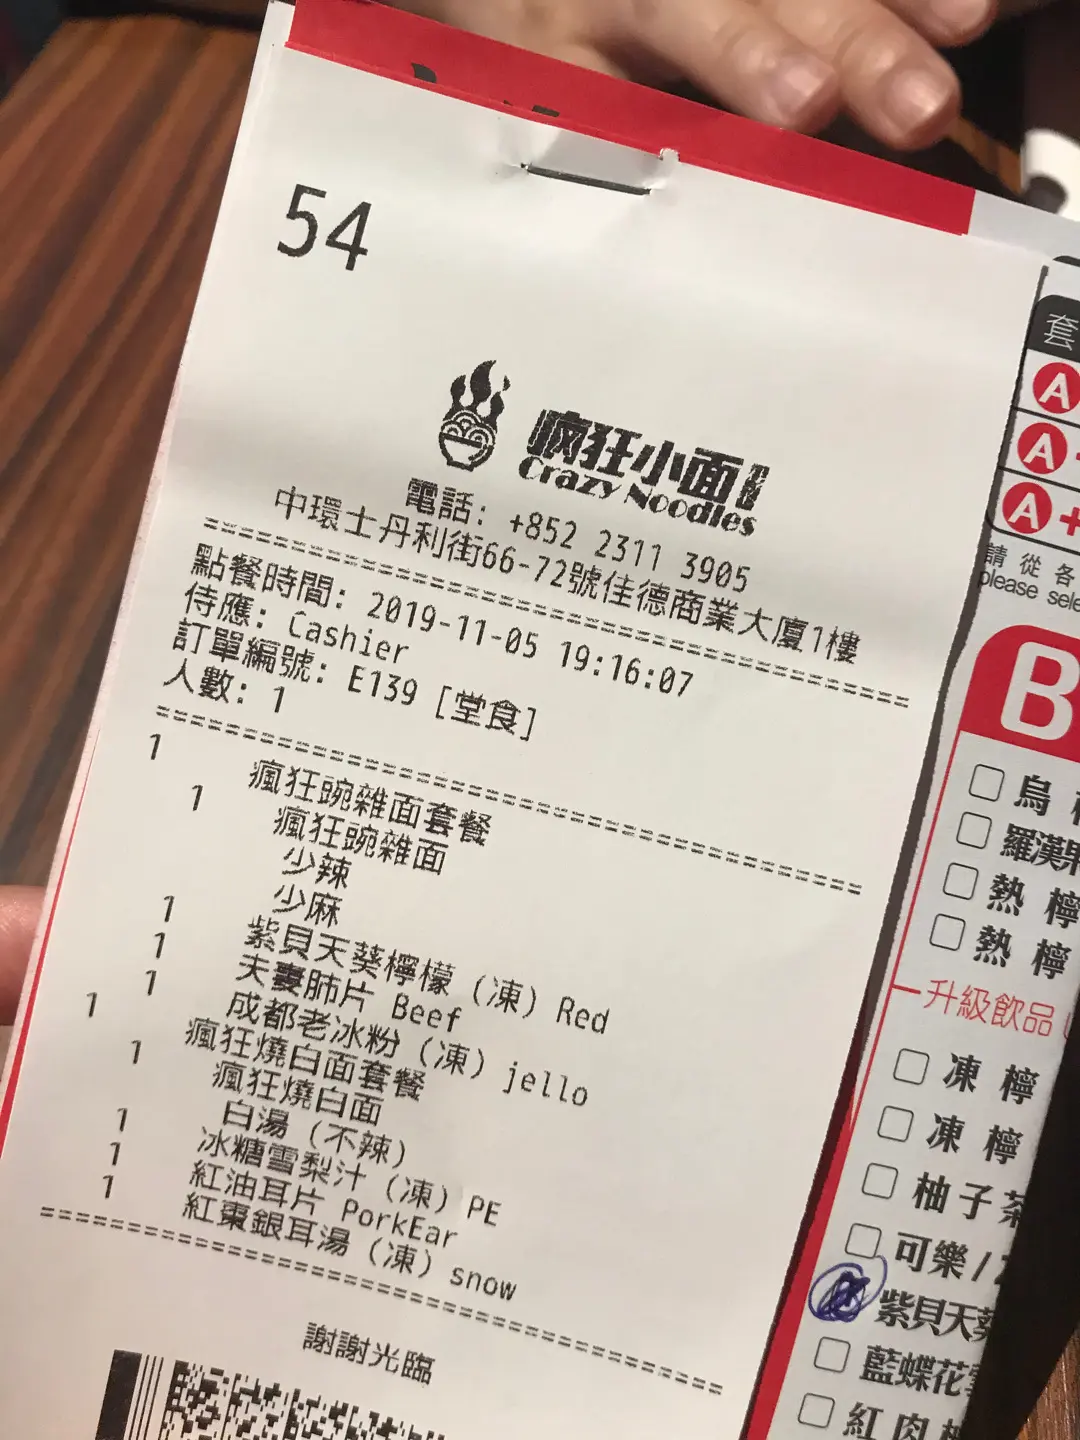 54
瘋狂小面
Crazy Noodles
電話: +852 2311 3905
中環士丹利街66-72號佳德商業大廈1樓
點餐時間: 2019-11-05 19:16:07
侍應: Cashier
訂單編號: E139 [堂食]
人數: 1
1 瘋狂豌雜面套餐
1 瘋狂豌雜面
少辣
少麻
1 紫貝天葵檸檬 (凍) Red
1 夫妻肺片 Beef
1 成都老冰粉 (凍) jello
1 瘋狂燒白面套餐
1 瘋狂燒白面
白湯 (不辣)
1 冰糖雪梨汁 (凍) PE
1 紅油耳片 PorkEar
1 紅棗銀耳湯 (凍) snow
謝謝光臨
套
A
A
A+
請從各
please sele
B
烏
羅漢果
熱檸
熱檸
升級飲品
凍檸
凍檸
柚子茶
可樂/
紫貝天葵
藍蝶花
紅肉